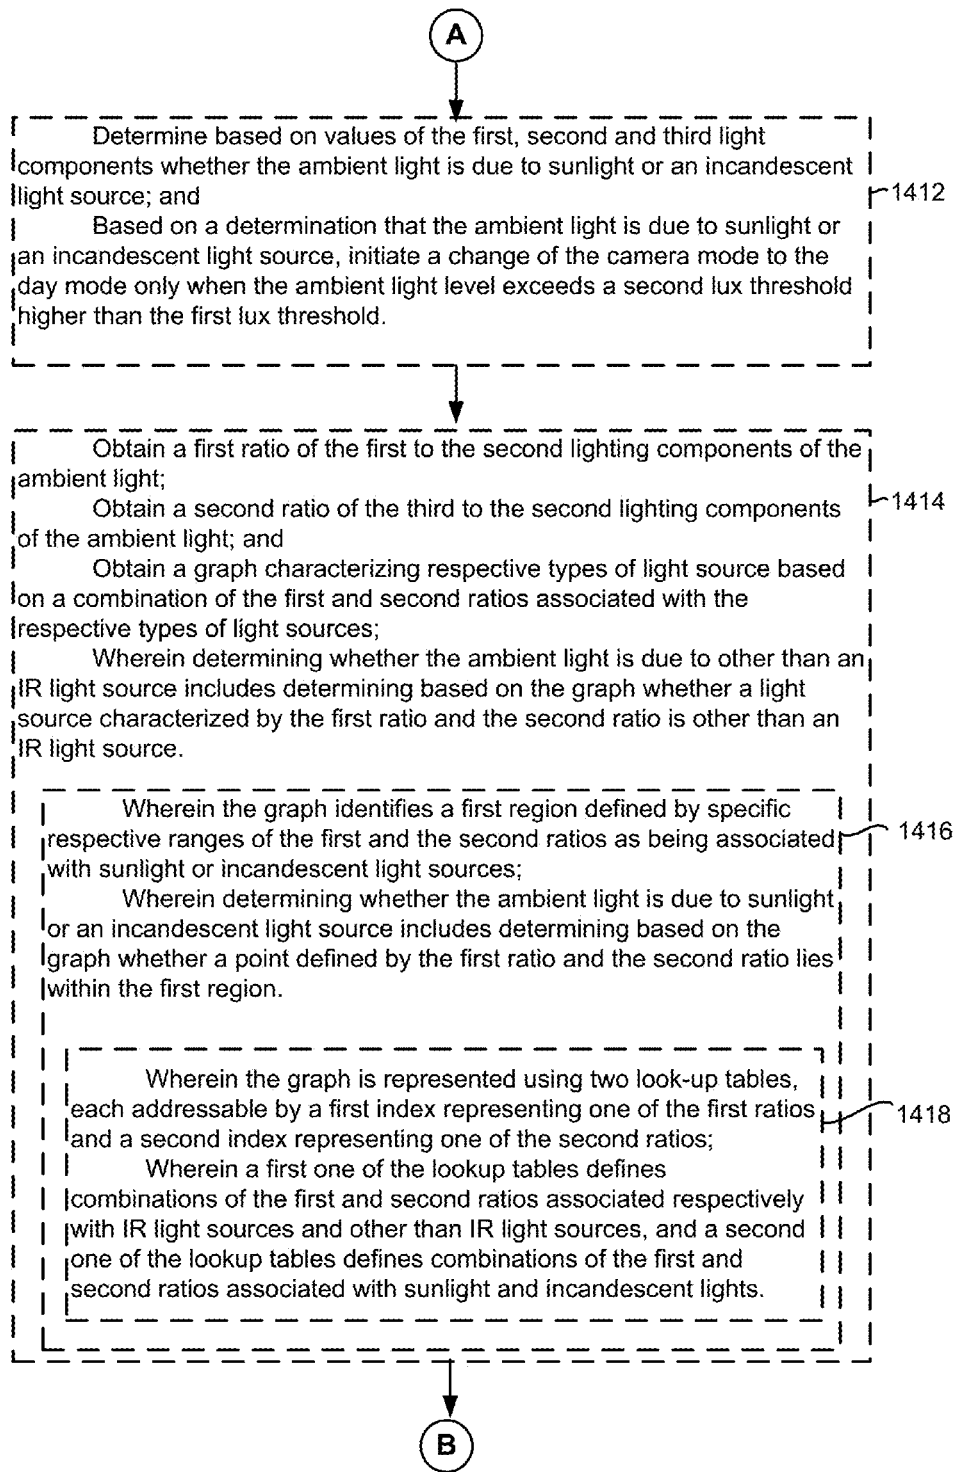 A
Determine based on values of the first, second and third light
components whether the ambient light is due to sunlight or an incandescent
light source; and
Based on a determination that the ambient light is due to sunlight or
an incandescent light source, initiate a change of the camera mode to the
day mode only when the ambient light level exceeds a second lux threshold
higher than the first lux threshold.
1412
Obtain a first ratio of the first to the second lighting components of the
ambient light;
Obtain a second ratio of the third to the second lighting components
of the ambient light; and
Obtain a graph characterizing respective types of light source based
on a combination of the first and second ratios associated with the
respective types of light sources;
Wherein determining whether the ambient light is due to other than an
IR light source includes determining based on the graph whether a light
source characterized by the first ratio and the second ratio is other than an
IR light source.
1414
Wherein the graph identifies a first region defined by specific
respective ranges of the first and the second ratios as being associated
with sunlight or incandescent light sources;
Wherein determining whether the ambient light is due to sunlight
or an incandescent light source includes determining based on the
graph whether a point defined by the first ratio and the second ratio lies
within the first region.
1416
Wherein the graph is represented using two look-up tables,
each addressable by a first index representing one of the first ratios
and a second index representing one of the second ratios;
Wherein a first one of the lookup tables defines
combinations of the first and second ratios associated respectively
with IR light sources and other than IR light sources, and a second
one of the lookup tables defines combinations of the first and
second ratios associated with sunlight and incandescent lights.
1418
B